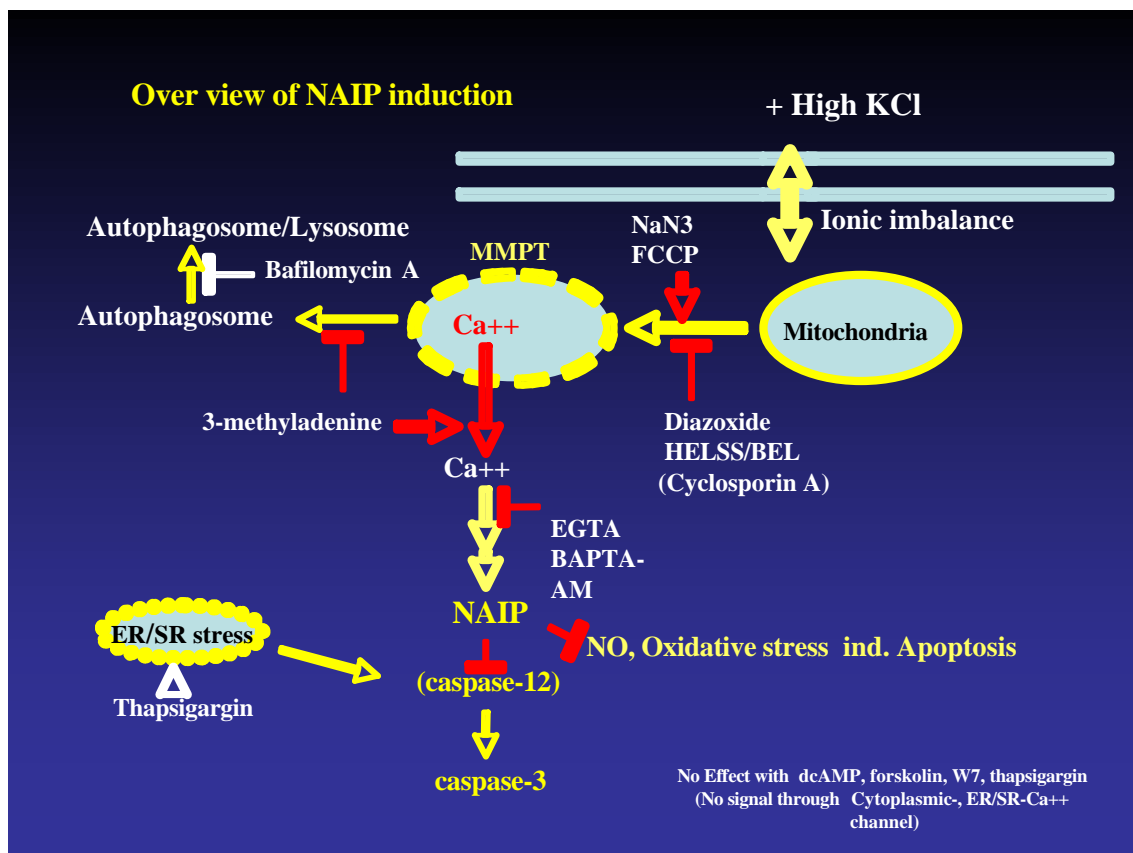 Over view of NAIP induction
+ High KCl
Ionic imbalance
Autophagosome/Lysosome
Bafilomycin A
Autophagosome
MMPT
NaN3
FCCP
Ca++
Mitochondria
3-methyladenine
Diazoxide
HELSS/BEL
(Cyclosporin A)
Ca++
EGTA
BAPTA-
AM
NAIP
NO, Oxidative stress ind. Apoptosis
ER/SR stress
(caspase-12)
Thapsigargin
caspase-3
No Effect with dcAMP, forskolin, W7, thapsigargin
(No signal through Cytoplasmic-, ER/SR-Ca++
channel)